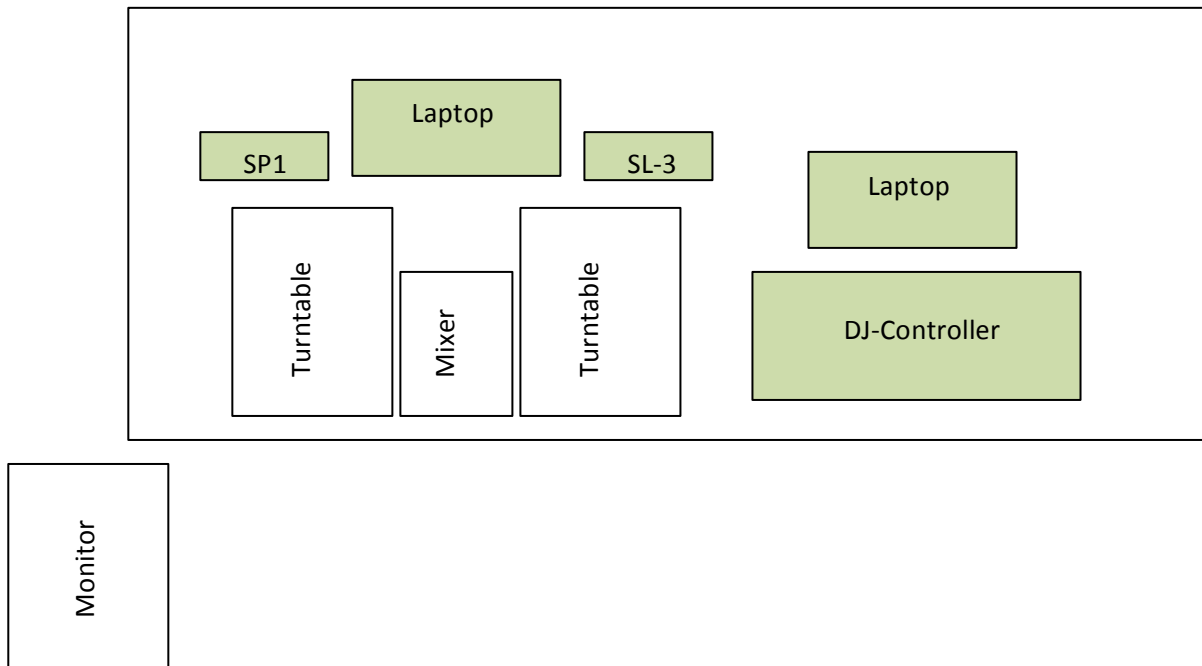 Laptop
SP1
SL-3
Laptop
Turntable
Mixer
Turntable
DJ-Controller
Monitor